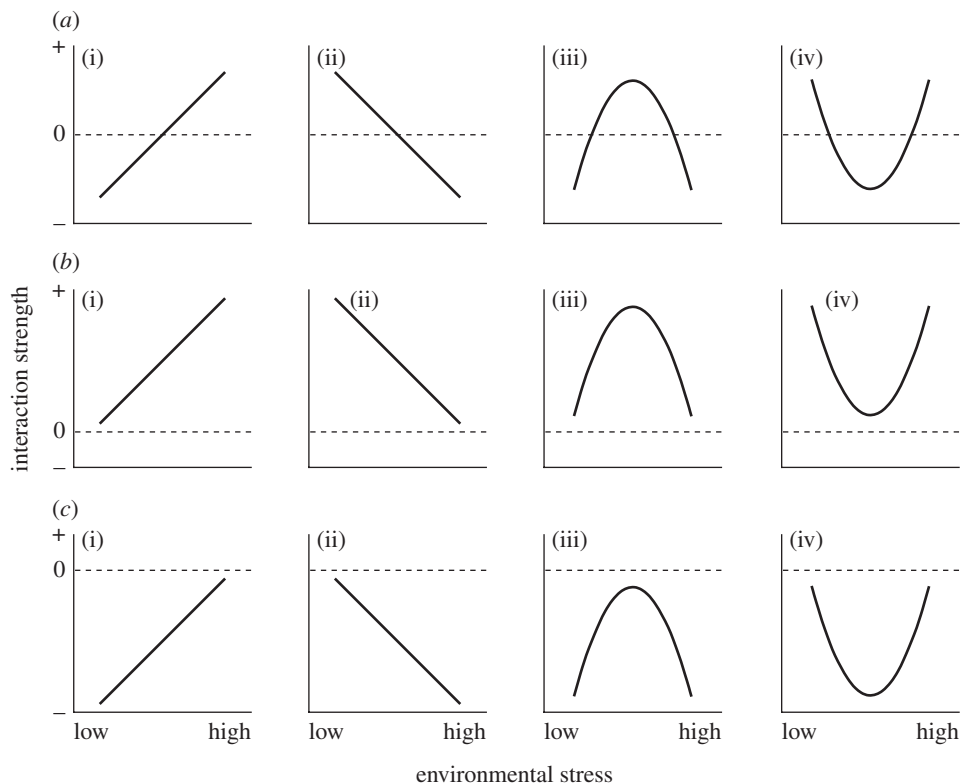 (a)
+
(i)
(ii)
(iii)
(iv)
0
–
(b)
+
(i)
(ii)
(iii)
(iv)
interaction strength
0
–
(c)
+
(i)
(ii)
(iii)
(iv)
0
–
low
high
low
high
low
high
low
high
environmental stress